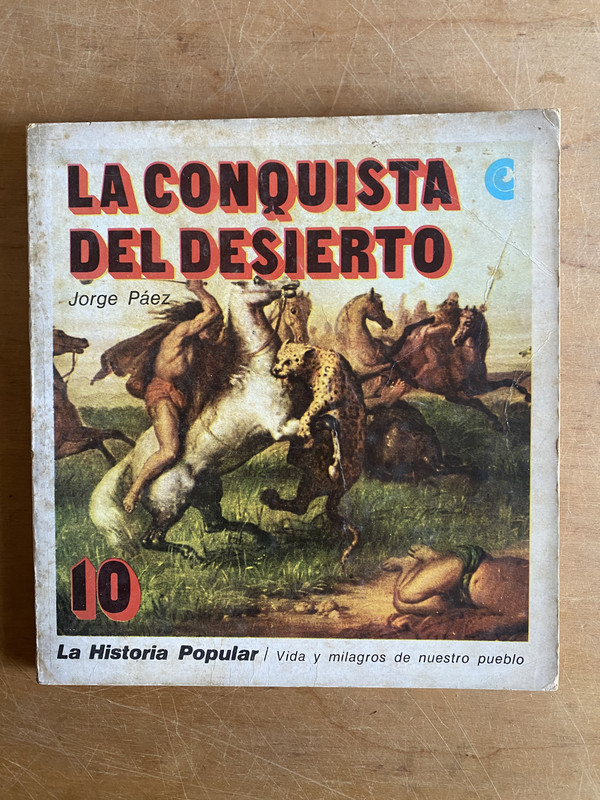 LA CONQUISTA
DEL DESIERTO
Jorge Páez
10
La Historia Popular / Vida y milagros de nuestro pueblo